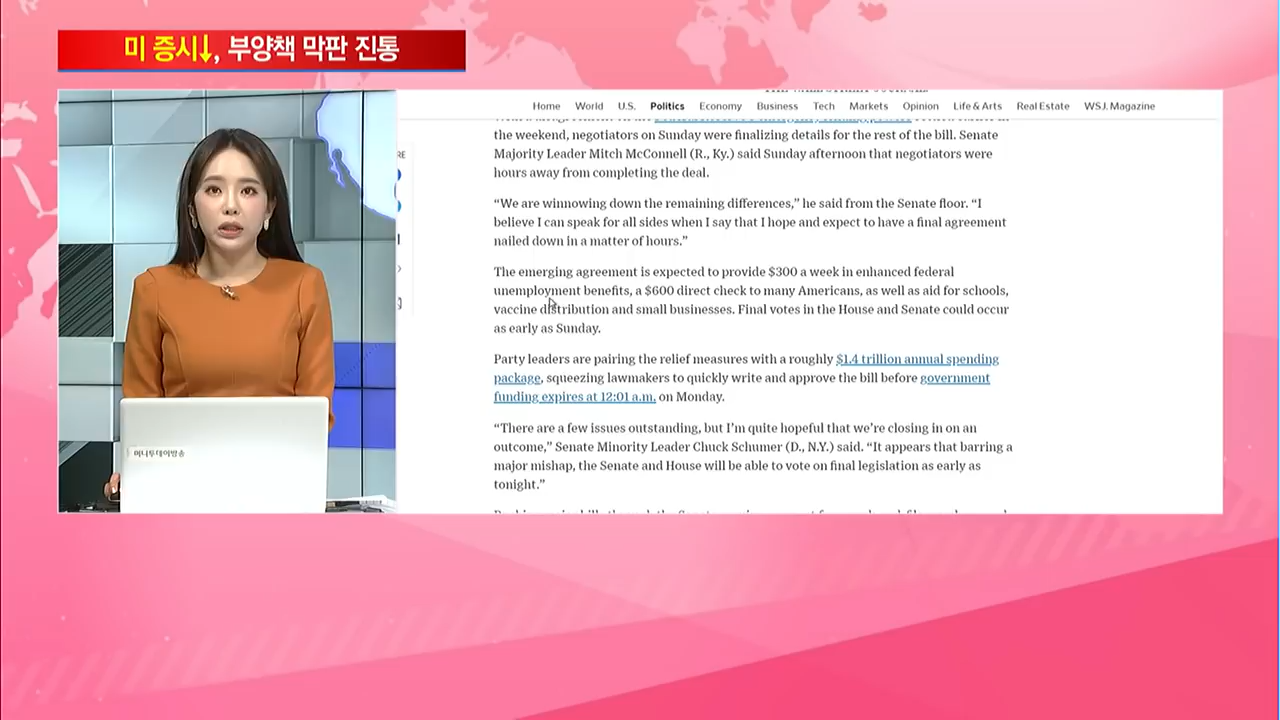 미 증시↓, 부양책 막판 진통
Home World U.S. Politics Economy Business Tech Markets Opinion Life & Arts Real Estate WSJ. Magazine
the weekend, negotiators on Sunday were finalizing details for the rest of the bill. Senate
Majority Leader Mitch McConnell (R., Ky.) said Sunday afternoon that negotiators were
hours away from completing the deal.
“We are winnowing down the remaining differences,” he said from the Senate floor. “I
believe I can speak for all sides when I say that I hope and expect to have a final agreement
nailed down in a matter of hours.”
The emerging agreement is expected to provide $300 a week in enhanced federal
unemployment benefits, a $600 direct check to many Americans, as well as aid for schools,
vaccine distribution and small businesses. Final votes in the House and Senate could occur
as early as Sunday.
Party leaders are pairing the relief measures with a roughly $1.4 trillion annual spending
package, squeezing lawmakers to quickly write and approve the bill before government
funding expires at 12:01 a.m. on Monday.
“There are a few issues outstanding, but I’m quite hopeful that we’re closing in on an
outcome,” Senate Minority Leader Chuck Schumer (D., N.Y.) said. “It appears that barring a
major mishap, the Senate and House will be able to vote on final legislation as early as
tonight.”
머니투데이방송